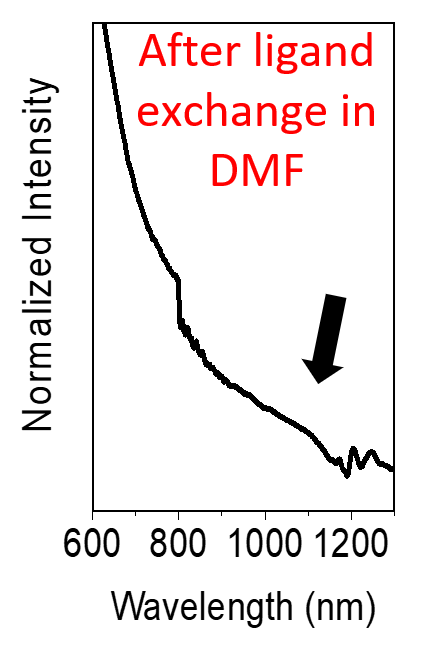 After ligand
exchange in
DMF
Normalized Intensity
600 800 1000 1200
Wavelength (nm)